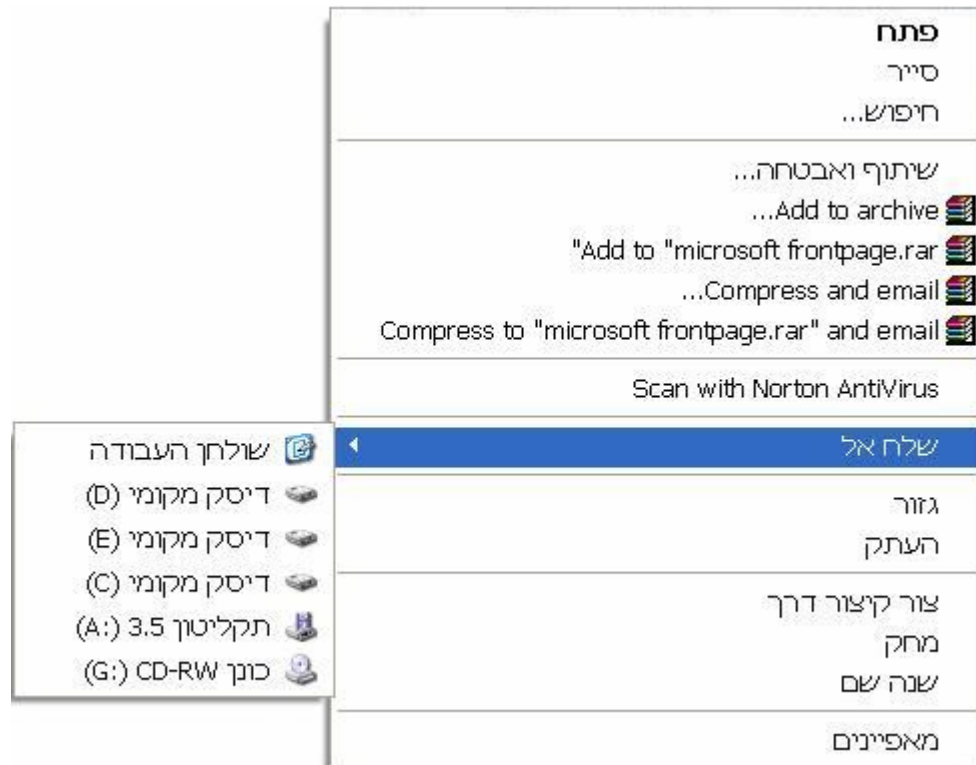 פתח
סייר
חיפוש...
שיתוף ואבטחה...
Add to archive...
Add to "microsoft frontpage.rar"
Compress and email...
Compress to "microsoft frontpage.rar" and email
Scan with Norton AntiVirus
שלח אל
שולחן העבודה
דיסק מקומי (D)
דיסק מקומי (E)
דיסק מקומי (C)
תקליטון 3.5 (A:)
כונן CD-RW (G:)
גזור
העתק
צור קיצור דרך
מחק
שנה שם
מאפיינים